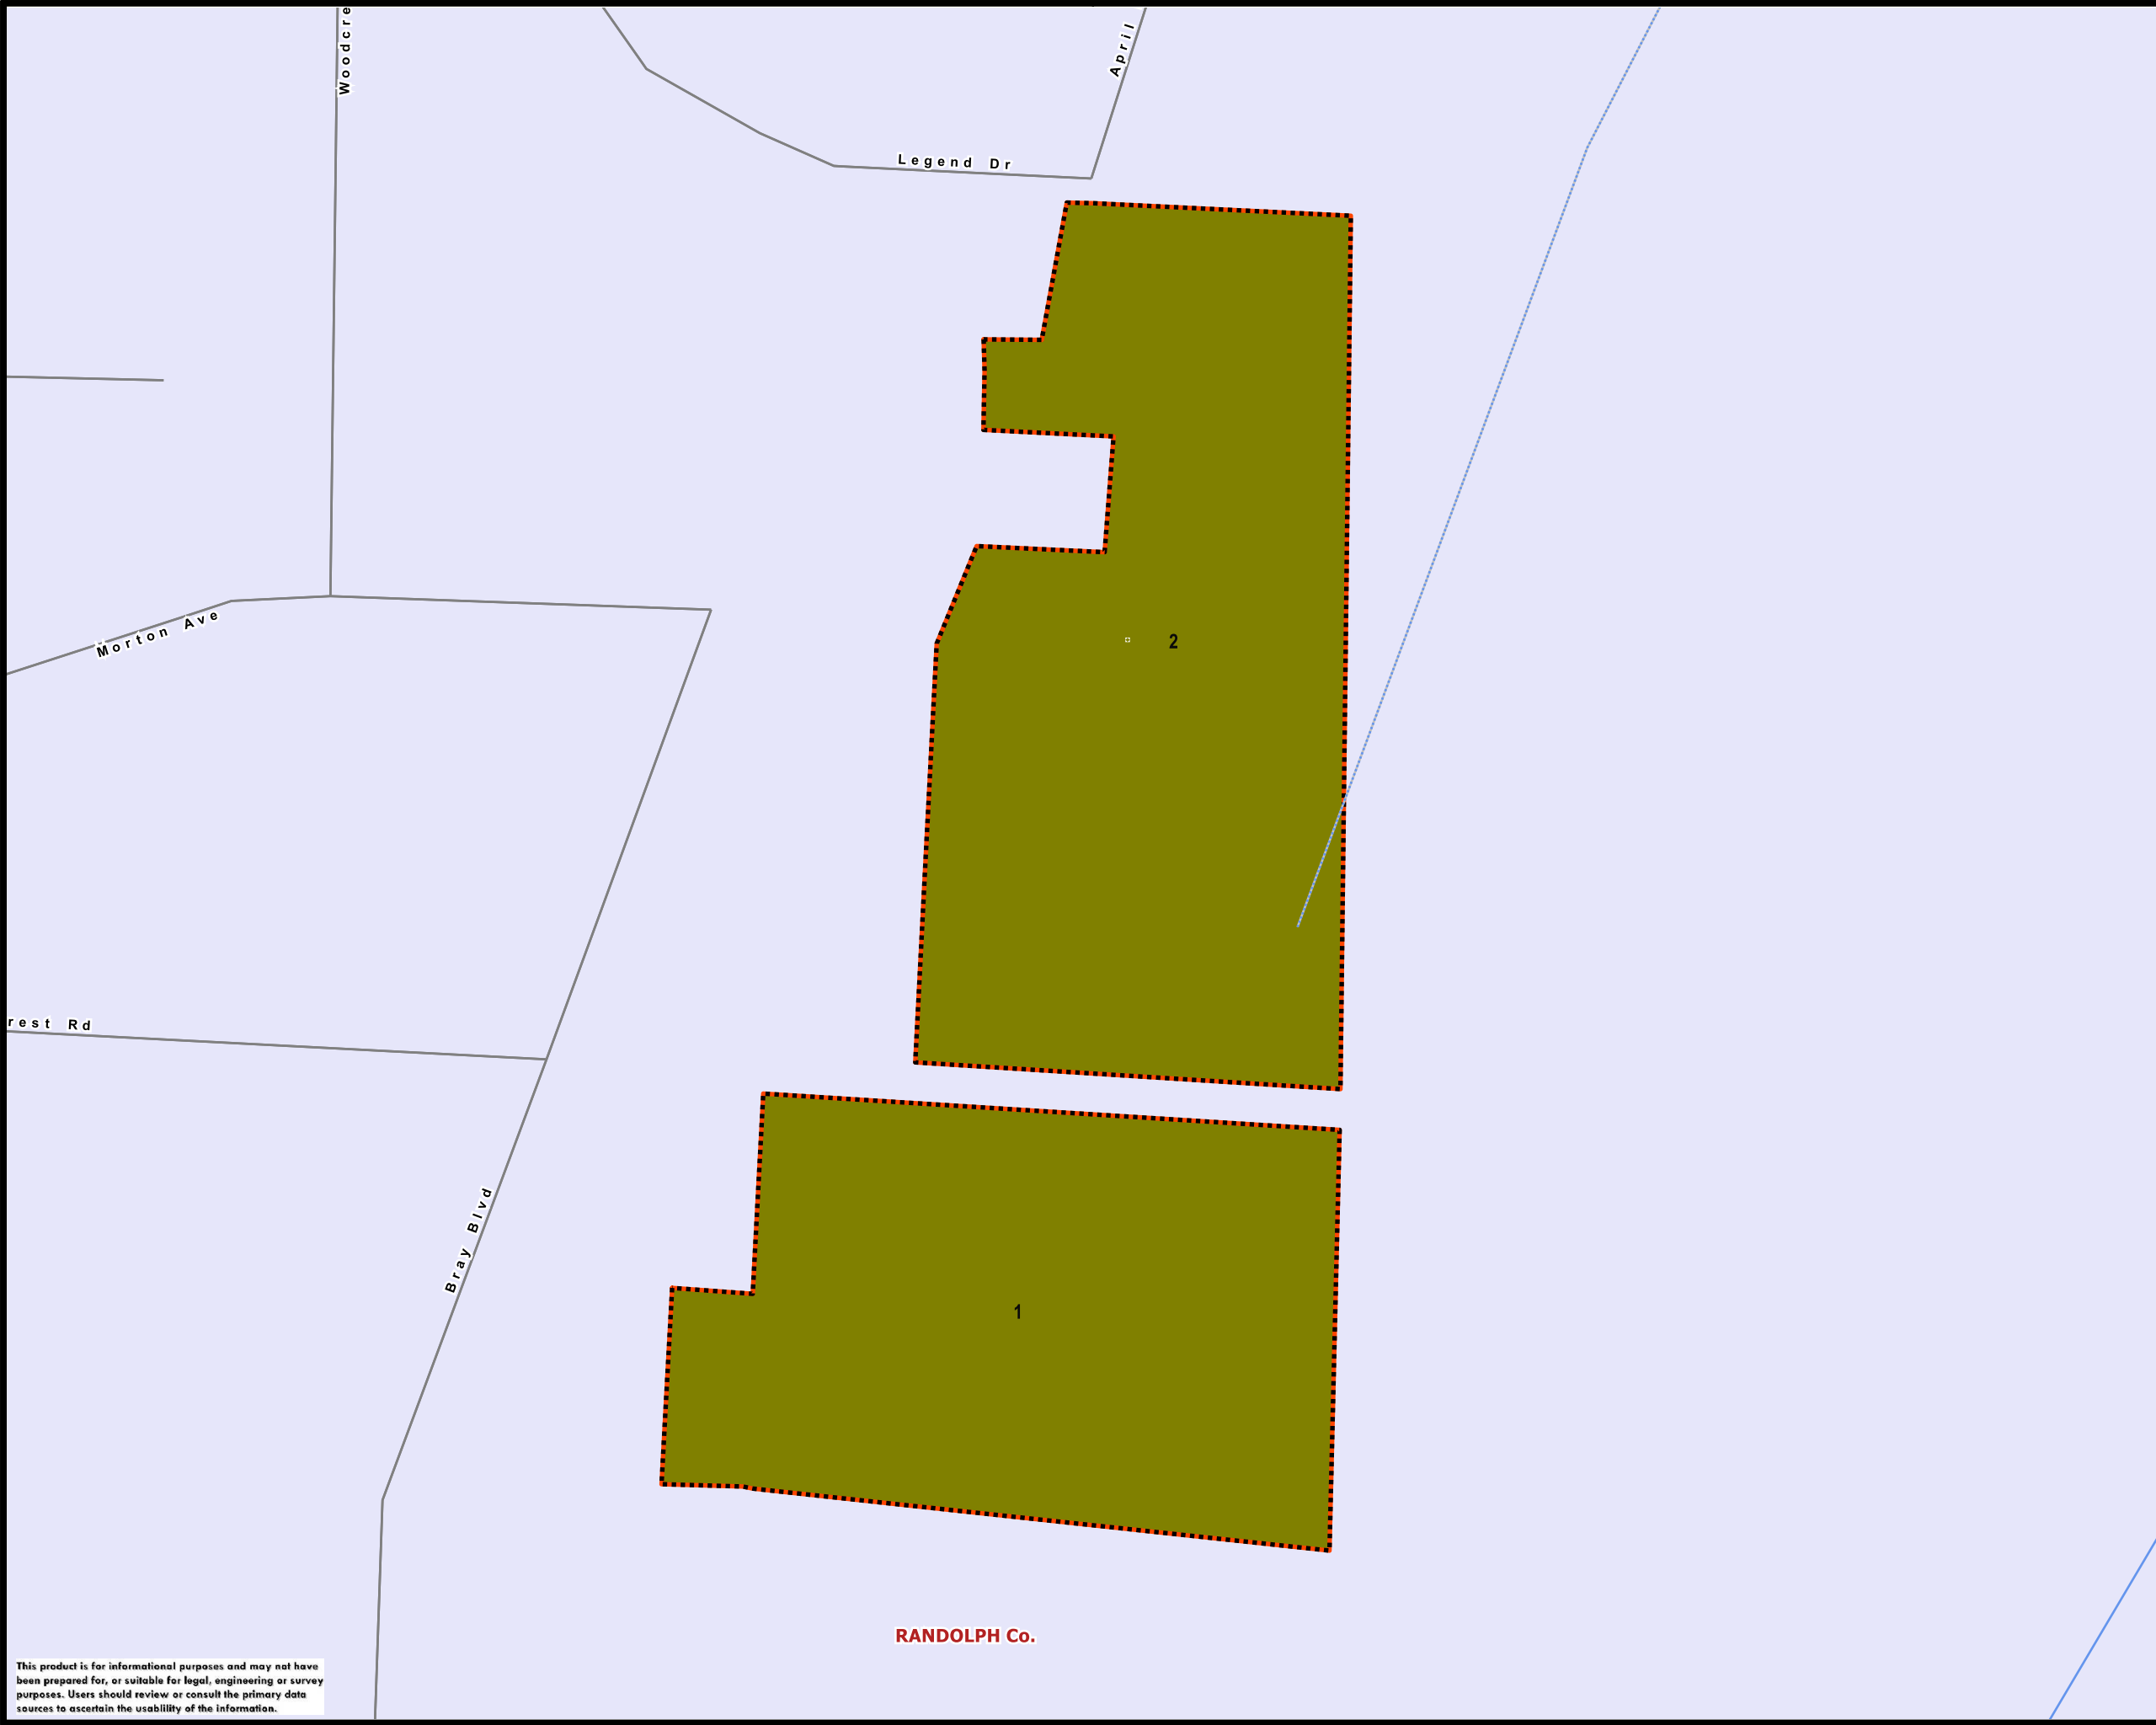 Woodcre
April
Legend Dr
Morton Ave
2
rest Rd
Bray Blvd
1
RANDOLPH Co.
This product is for informational purposes and may not have
been prepared for, or suitable for legal, engineering or survey
purposes. Users should review or consult the primary data
sources to ascertain the usablility of the information.